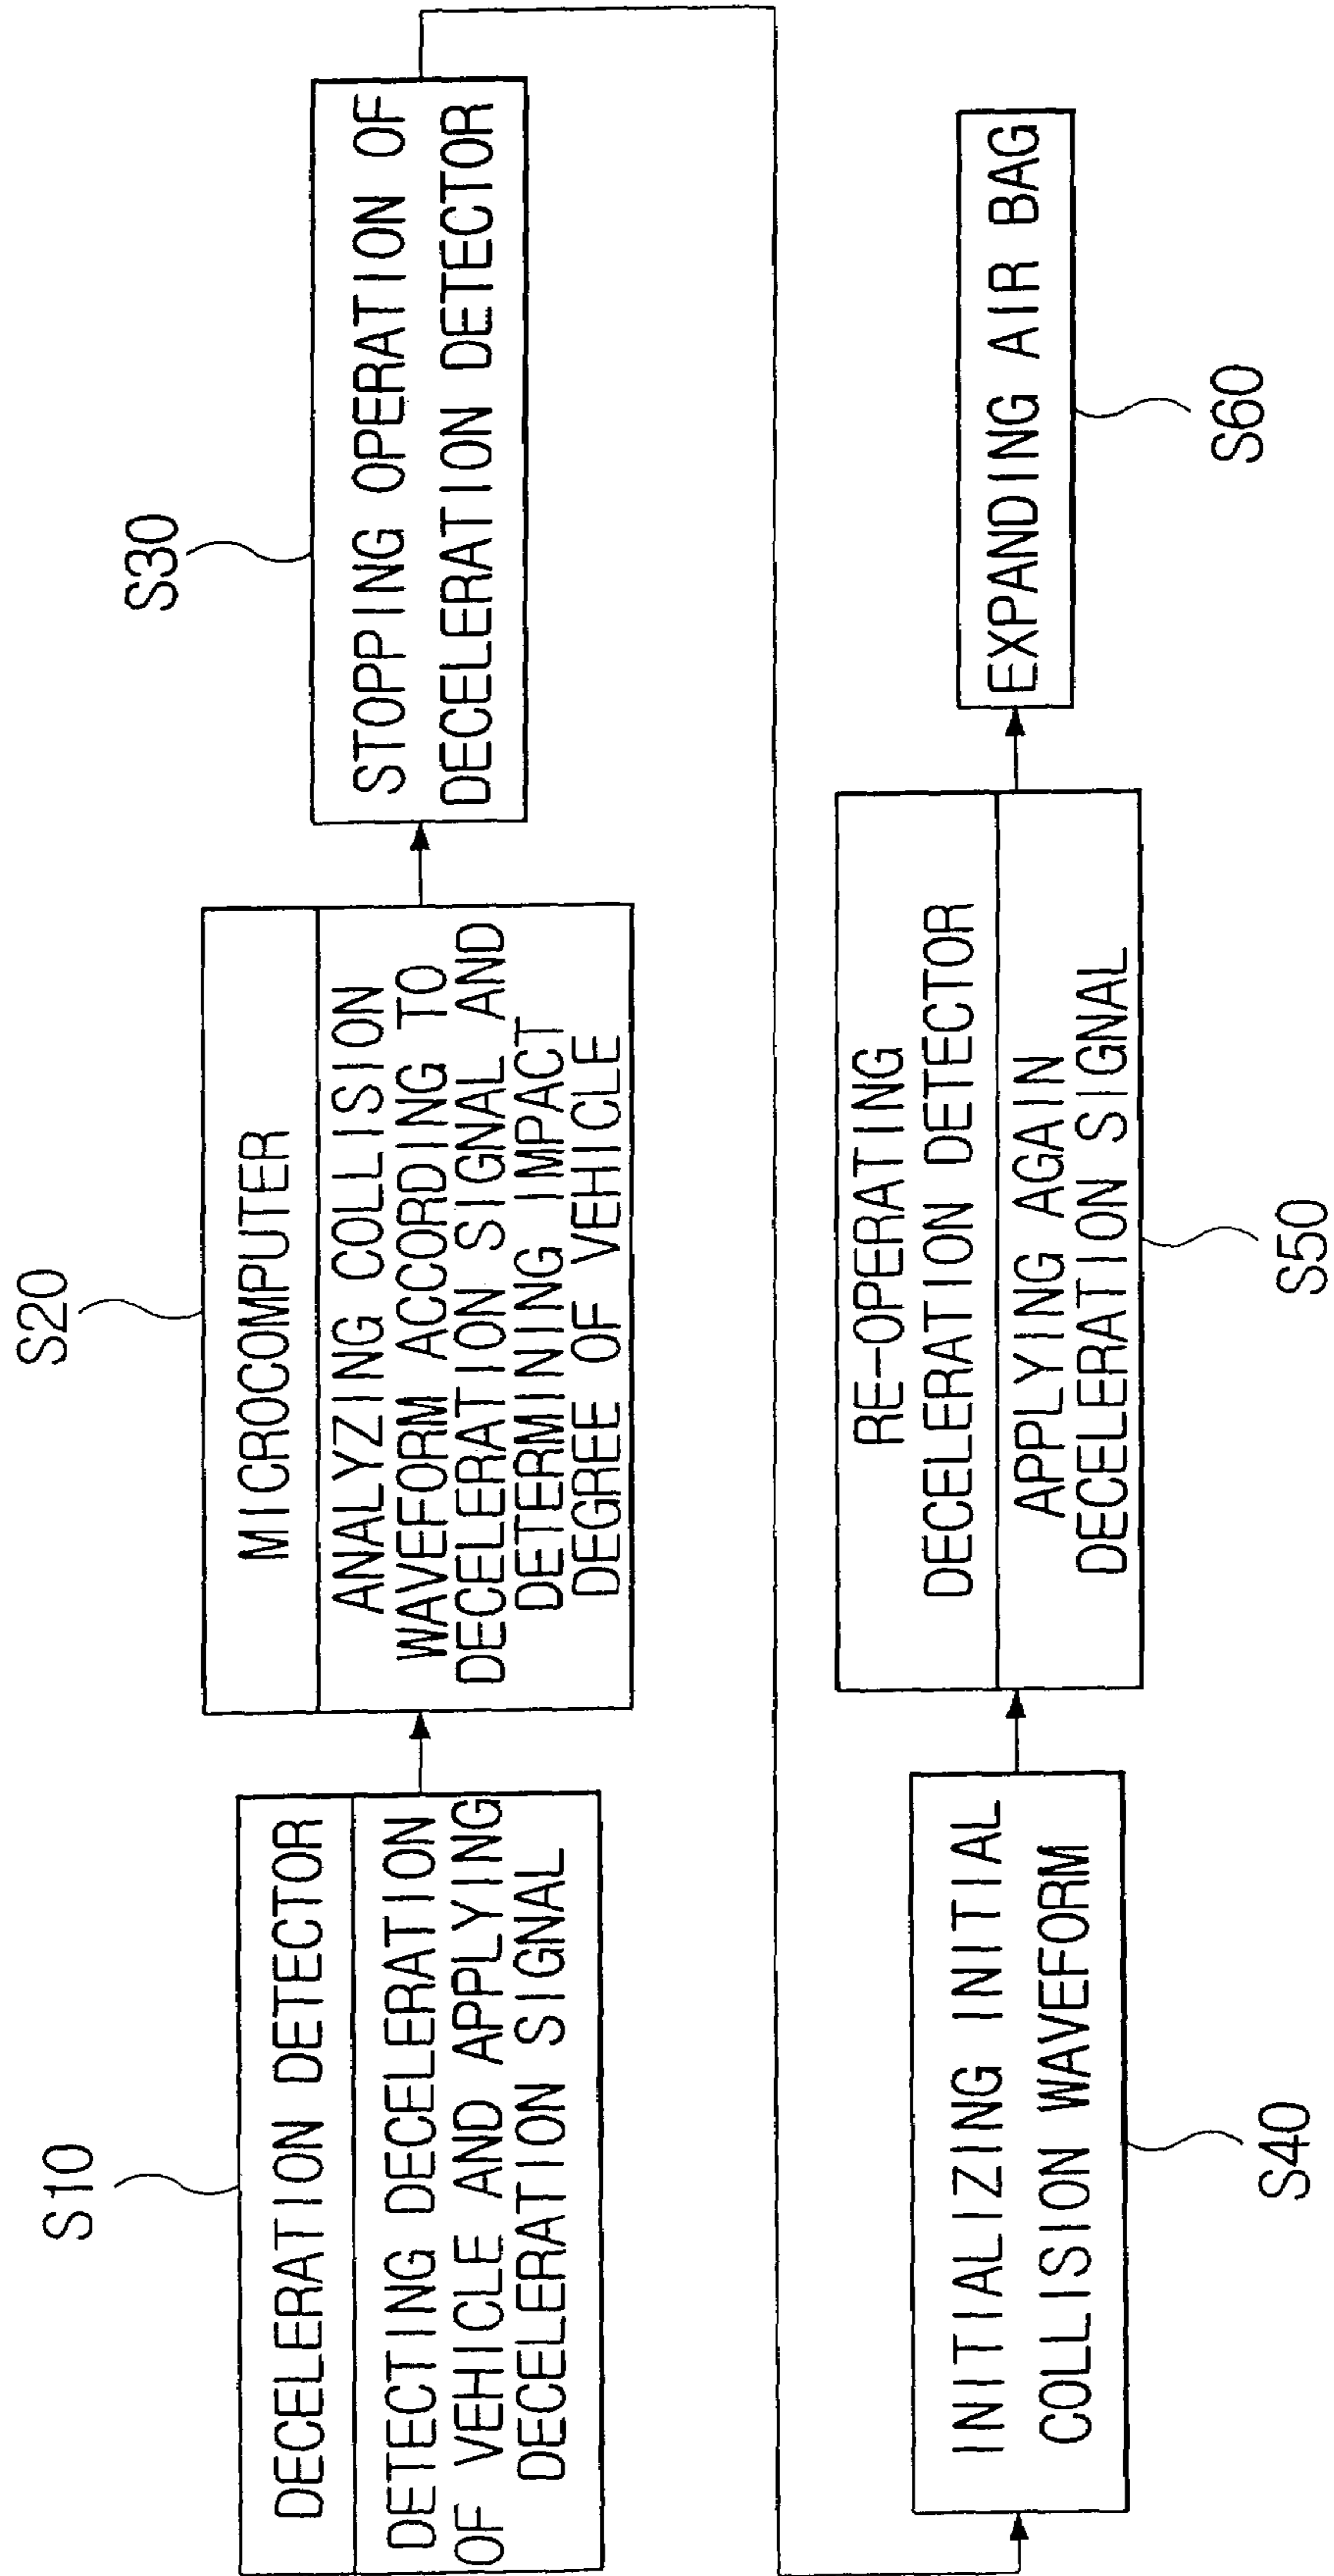 S10
DECELERATION DETECTOR
DETECTING DECELERATION
OF VEHICLE AND APPLYING
DECELERATION SIGNAL
S20
MICROCOMPUTER
ANALYZING COLLISION
WAVEFORM ACCORDING TO
DECELERATION SIGNAL AND
DETERMINING IMPACT
DEGREE OF VEHICLE
S30
STOPPING OPERATION OF
DECELERATION DETECTOR
INITIALIZING INITIAL
COLLISION WAVEFORM
S40
RE-OPERATING
DECELERATION DETECTOR
APPLYING AGAIN
DECELERATION SIGNAL
S50
EXPANDING AIR BAG
S60